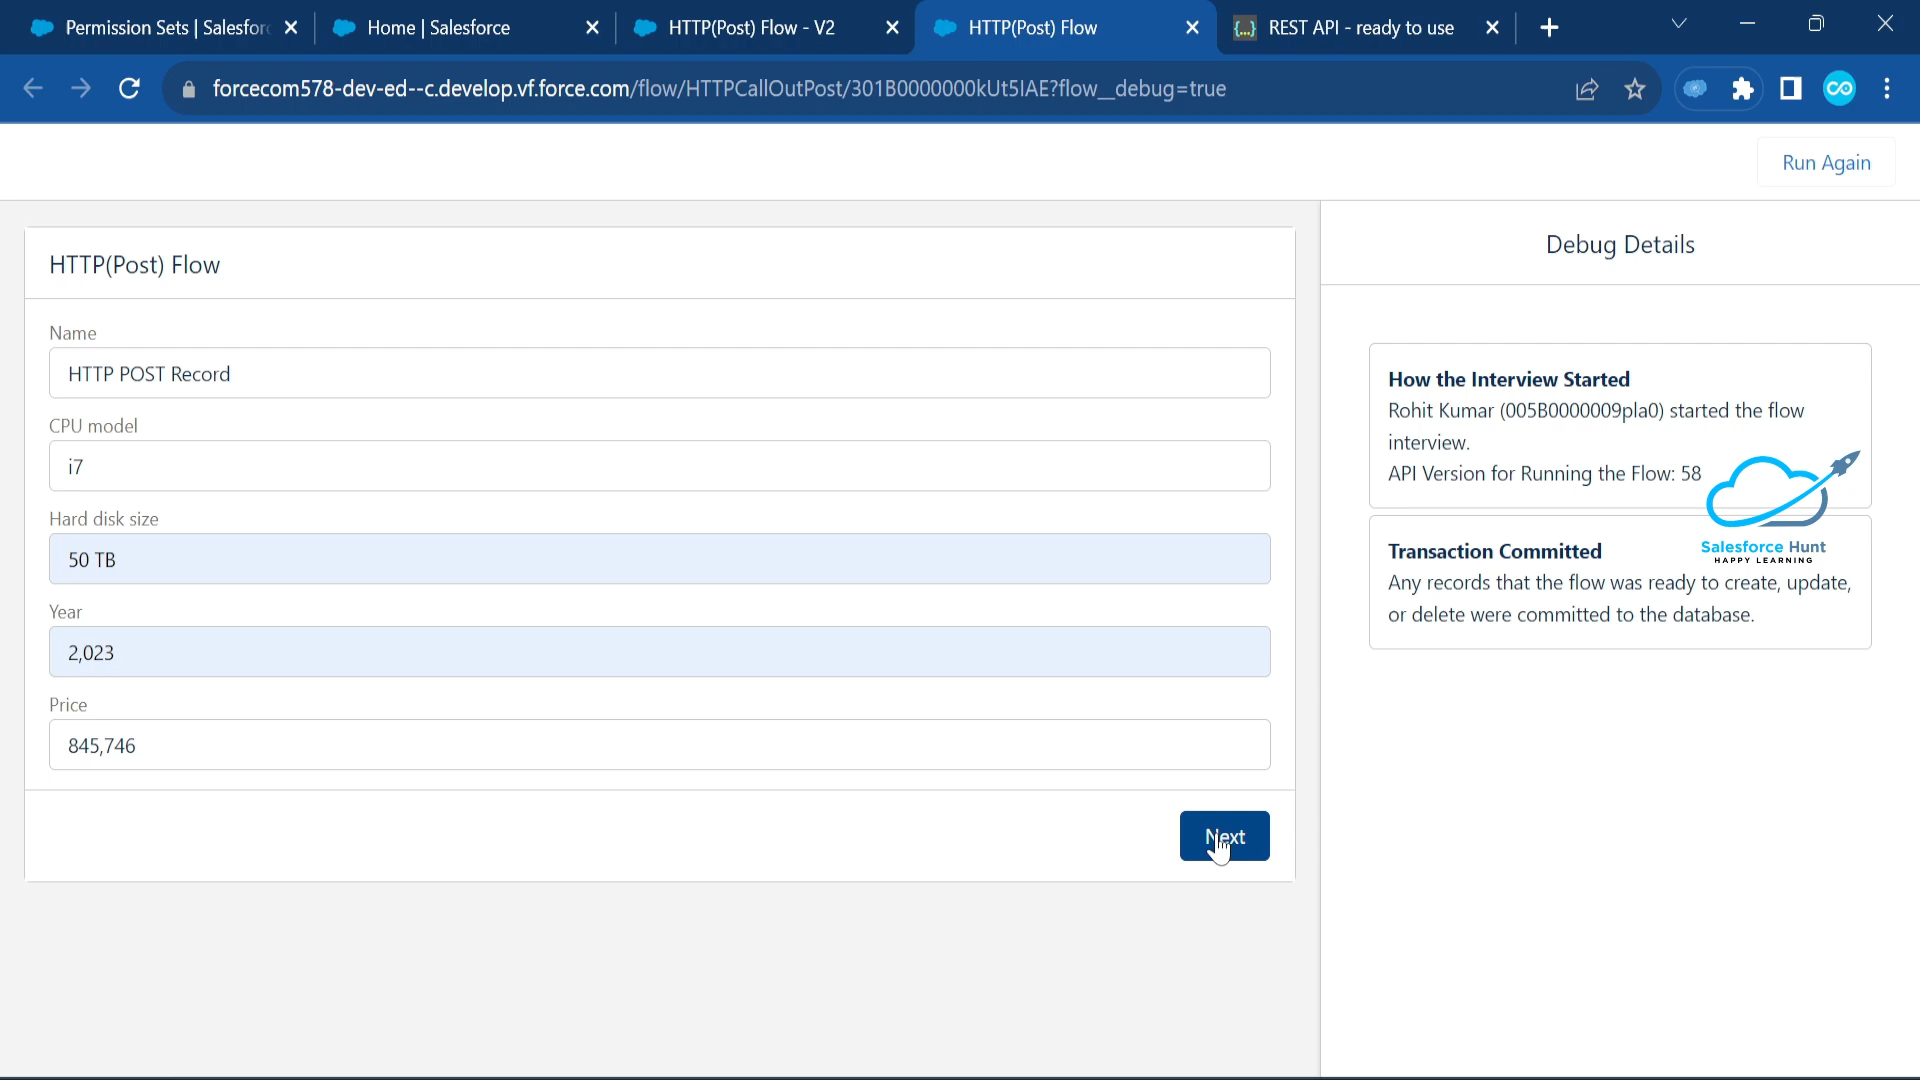 Permission Sets | Salesfor
Home | Salesforce
HTTP(Post) Flow - V2
HTTP(Post) Flow
{...} REST API - ready to use
forcecom578-dev-ed--c.develop.vf.force.com/flow/HTTPCallOutPost/301B0000000kUt5IAE?flow__debug=true
Run Again
HTTP(Post) Flow
Name
HTTP POST Record
CPU model
i7
Hard disk size
50 TB
Year
2,023
Price
845,746
Next
Debug Details
How the Interview Started
Rohit Kumar (005B0000009pla0) started the flow
interview.
API Version for Running the Flow: 58
Salesforce Hunt
HAPPY LEARNING
Transaction Committed
Any records that the flow was ready to create, update,
or delete were committed to the database.